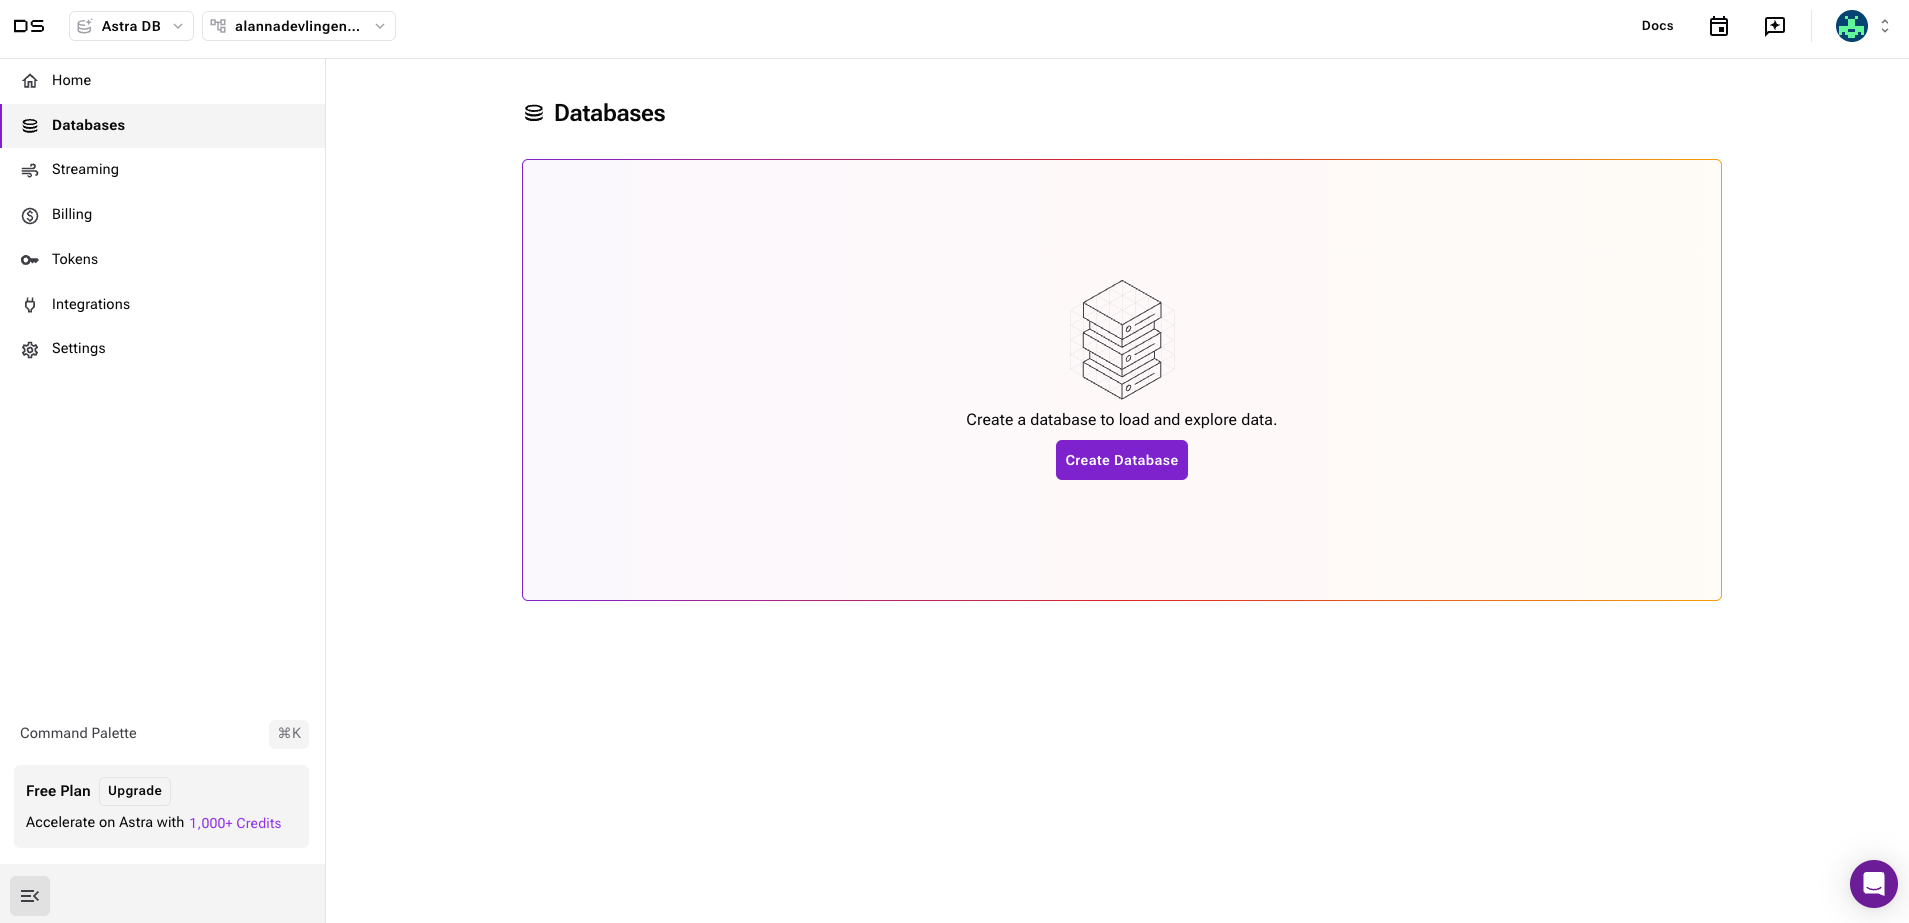 DS
Astra DB
alannadevlingen...
Docs
Home
Databases
Streaming
Billing
Tokens
Integrations
Settings
Databases
Create a database to load and explore data.
Create Database
Command Palette
⌘K
Free Plan
Upgrade
Accelerate on Astra with 1,000+ Credits